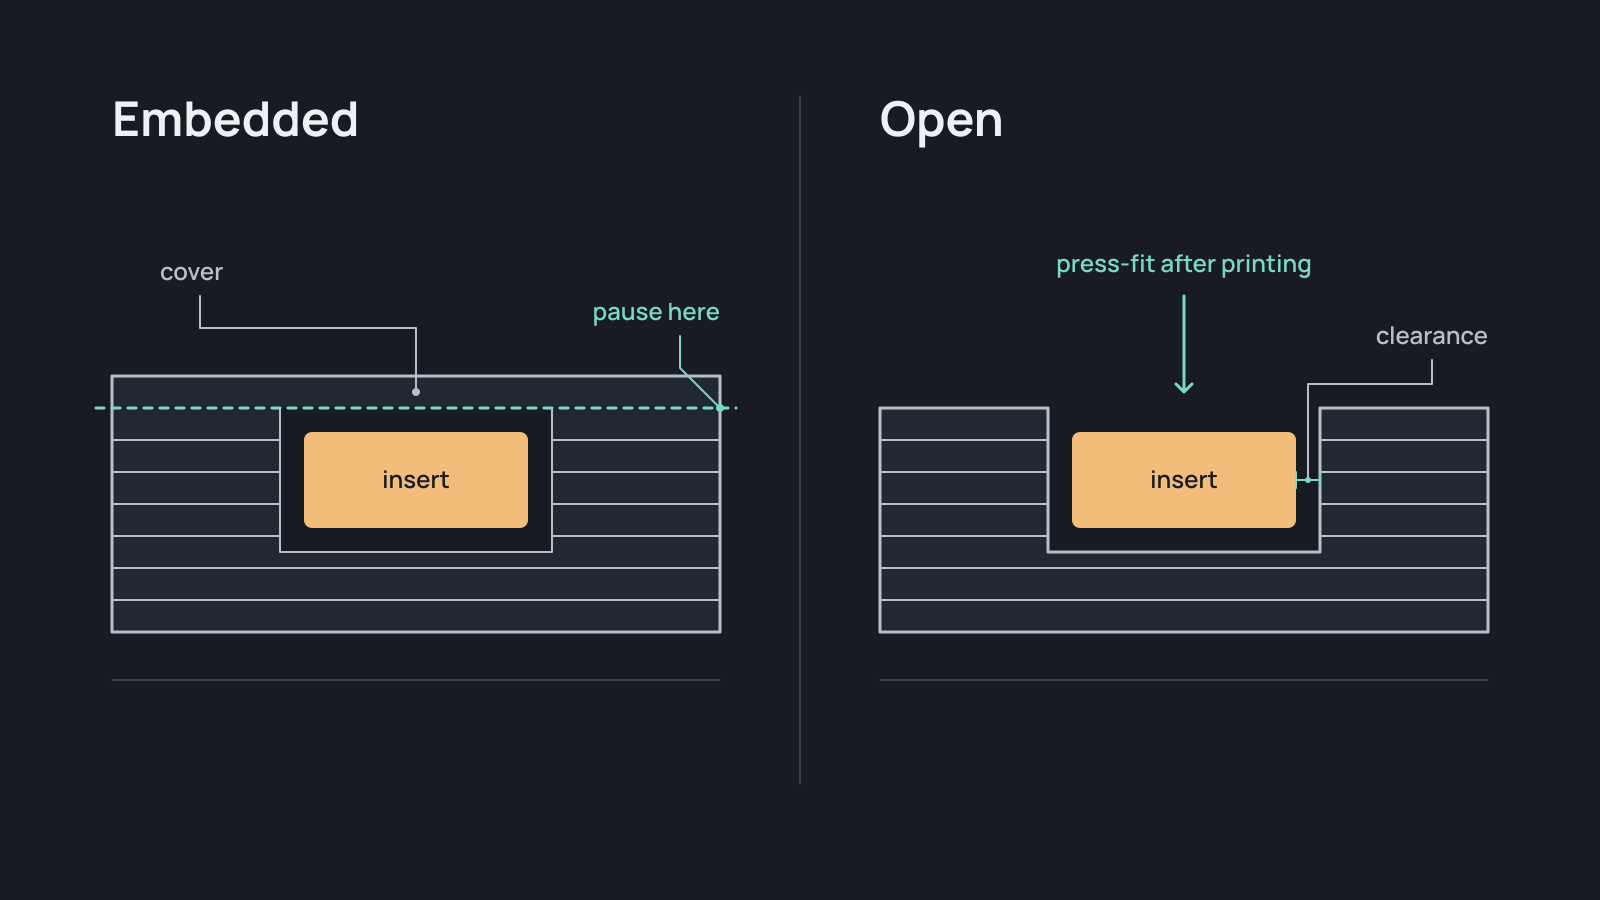 Embedded
cover
pause here
insert
Open
press-fit after printing
clearance
insert